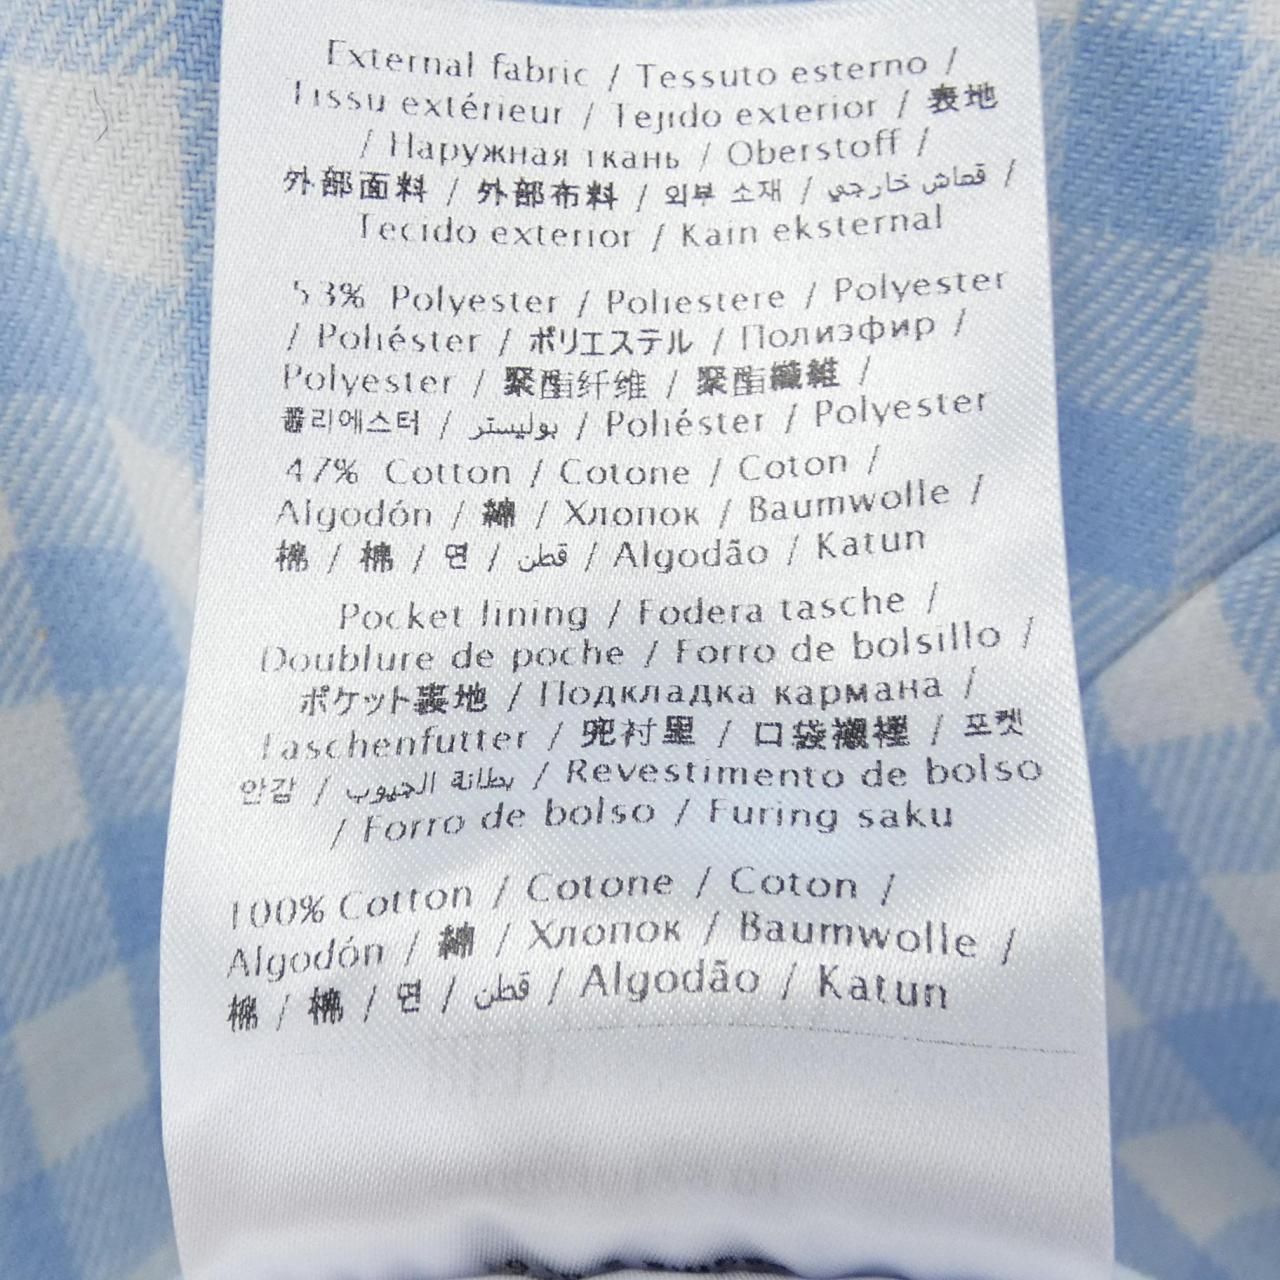 External fabric / Tessuto esterno /
Tissu extérieur / Tejido exterior / 表地
/ Наружная ткань / Oberstoff /
外部面料 / 外部布料 / 외부 소재 / قماش خارجي /
Tecido exterior / Kain eksternal
53% Polyester / Poliestere / Polyester
/ Poliéster / ポリエステル / Полиэфир /
Polyester / 聚酯纤维 / 聚酯纖維 /
폴리에스터 / بوليستر / Poliéster / Polyester
47% Cotton / Cotone / Coton /
Algodón / 綿 / Хлопок / Baumwolle /
棉 / 棉 / 면 / قطن / Algodão / Katun
Pocket lining / Fodera tasche /
Doublure de poche / Forro de bolsillo /
ポケット裏地 / Подкладка кармана /
Taschenfutter / 兜衬里 / 口袋襯裡 / 포켓
안감 / بطانة الجيوب / Revestimento de bolso
/ Forro de bolso / Furing saku
100% Cotton / Cotone / Coton /
Algodón / 綿 / Хлопок / Baumwolle /
棉 / 棉 / 면 / قطن / Algodão / Katun